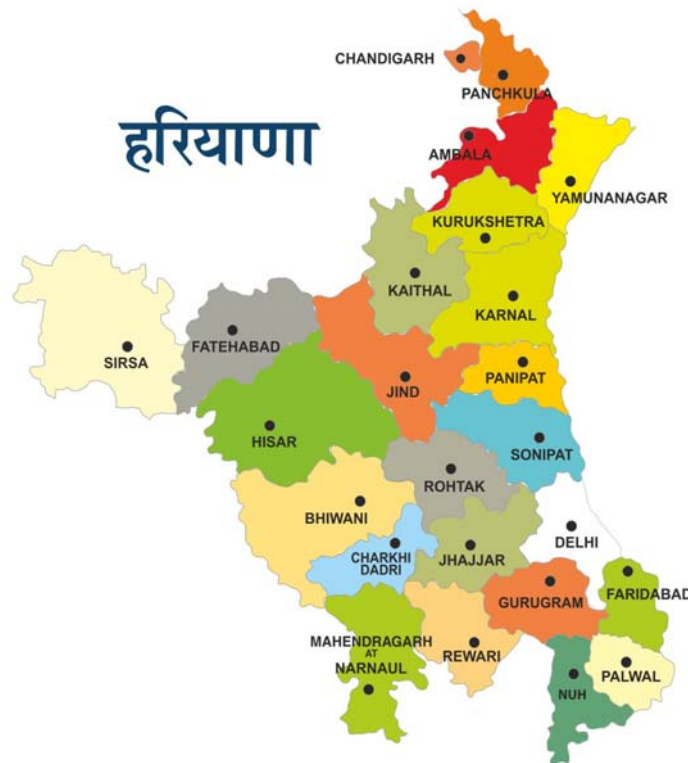 CHANDIGARH
PANCHKULA
हरियाणा
AMBALA
YAMUNANAGAR
KURUKSHETRA
KAITHAL
KARNAL
SIRSA
FATEHABAD
JIND
PANIPAT
HISAR
SONIPAT
ROHTAK
BHIWANI
DELHI
CHARKHI
DADRI
JHAJJAR
FARIDABAD
GURUGRAM
MAHENDRAGARH
AT
NARNAUL
REWARI
PALWAL
NUH